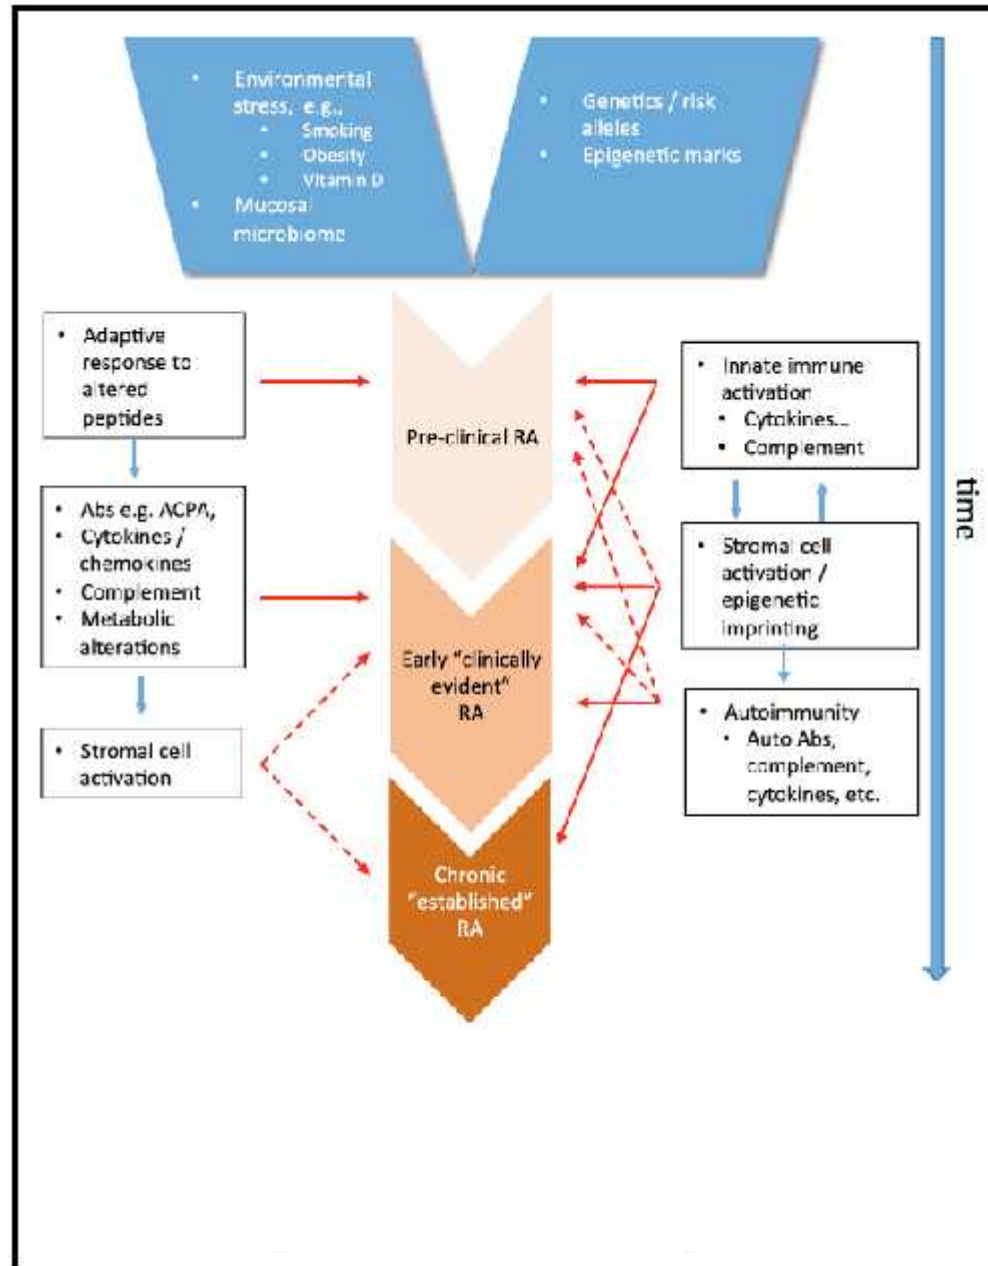 • Environmental
stress, e.g.,
• Smoking
• Obesity
• Vitamin D
• Mucosal
microbiome
• Genetics / risk
alleles
• Epigenetic marks
• Adaptive
response to
altered
peptides
• Abs e.g. ACPA,
• Cytokines /
chemokines
• Complement
• Metabolic
alterations
• Stromal cell
activation
Pre-clinical RA
Early “clinically
evident”
RA
Chronic
“established”
RA
• Innate immune
activation
• Cytokines...
• Complement
• Stromal cell
activation /
epigenetic
imprinting
• Autoimmunity
• Auto Abs,
complement,
cytokines, etc.
time